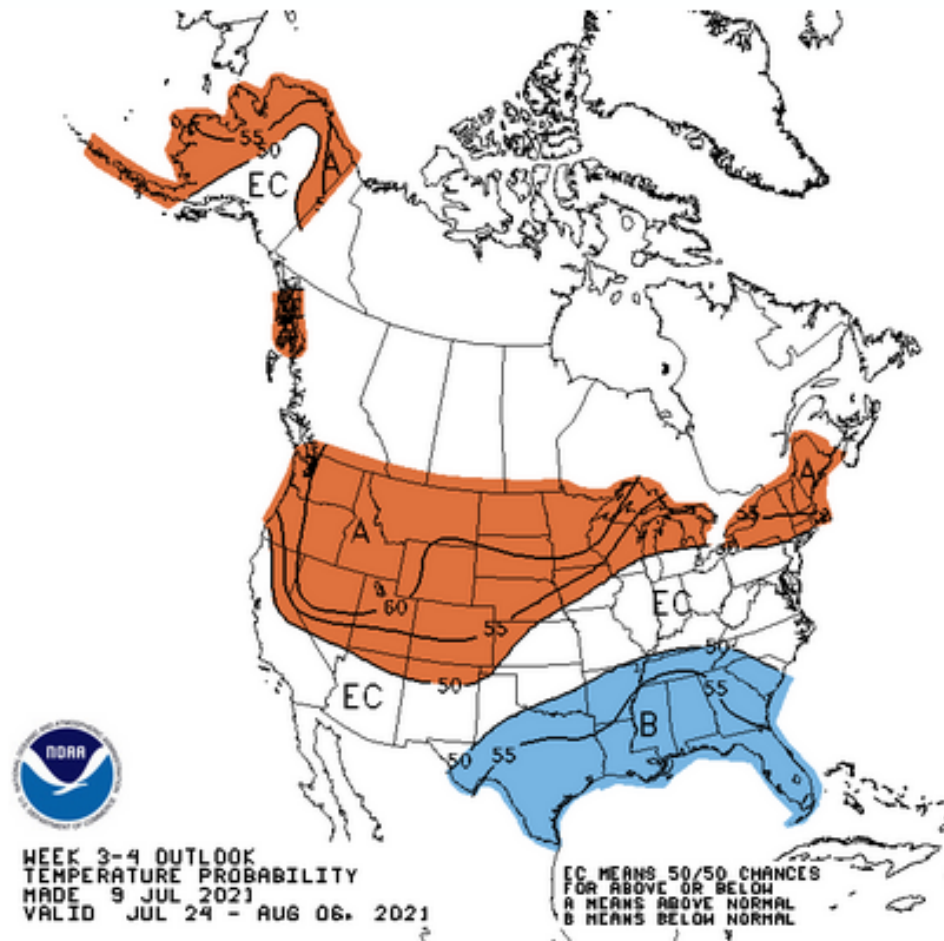 55
50
EC
A
5
A
A
55
50
60
55
50
EC
EC
50
55
B
50
55
NOAA
WEEK 3-4 OUTLOOK
TEMPERATURE PROBABILITY
MADE 9 JUL 2021
VALID JUL 24 - AUG 06, 2021
EC MEANS 50/50 CHANCES
FOR ABOVE OR BELOW
A MEANS ABOVE NORMAL
B MEANS BELOW NORMAL